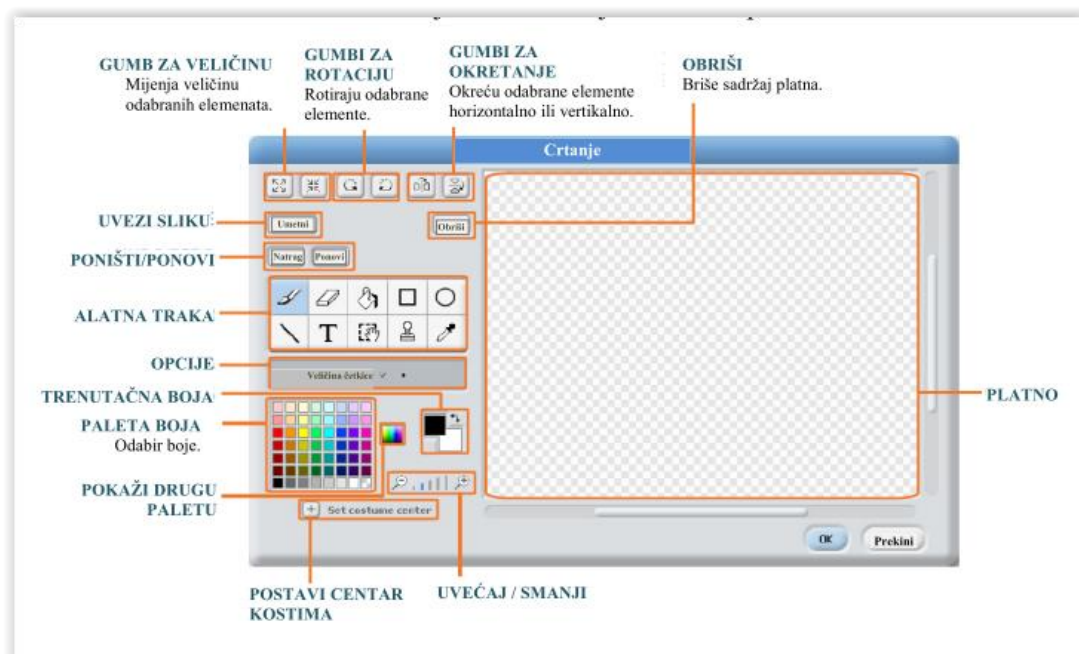 GUMB ZA VELIČINU
Mijenja veličinu
odabranih elemenata.
GUMBI ZA
ROTACIJU
Rotiraju odabrane
elemente.
GUMBI ZA
OKRETANJE
Okreću odabrane elemente
horizontalno ili vertikalno.
OBRIŠI
Briše sadržaj platna.
Crtanje
UVEZI SLIKU:
Umetni
Obriši
PONIŠTI/PONOVI
Natrag
Ponovi
ALATNA TRAKA
T
OPCIJE
Veličina četkice
TRENUTAČNA BOJA
PALETA BOJA
Odabir boje.
PLATNO
POKAŽI DRUGU
PALETU
Set costume center
OK
Prekini
POSTAVI CENTAR
KOSTIMA
UVEĆAJ / SMANJI